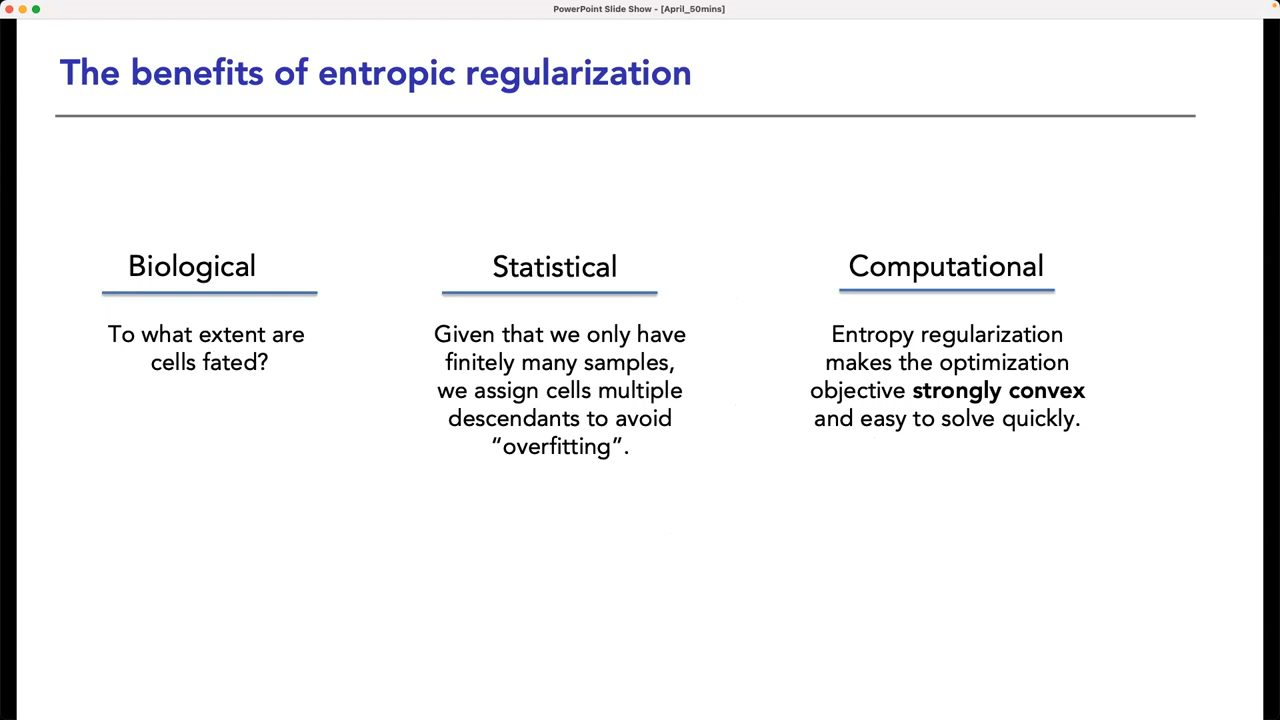 PowerPoint Slide Show - [April_50mins]
The benefits of entropic regularization
Biological
To what extent are
cells fated?
Statistical
Given that we only have
finitely many samples,
we assign cells multiple
descendants to avoid
“overfitting”.
Computational
Entropy regularization
makes the optimization
objective strongly convex
and easy to solve quickly.